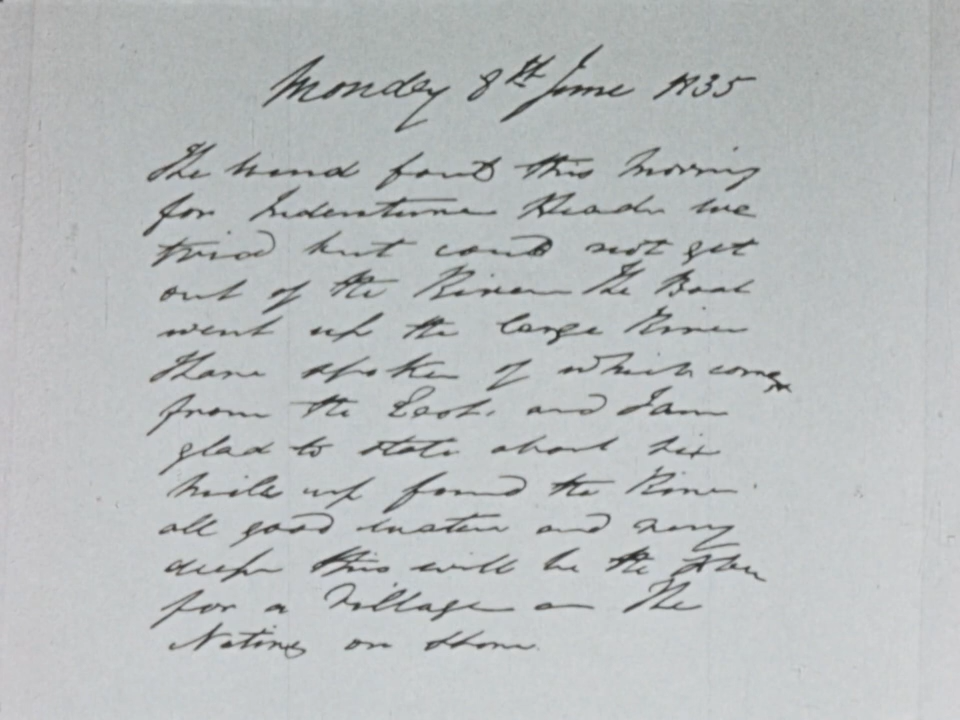 Monday 8th June 1835
The wind foul this morning
for Indented Head we
tried but could not get
out of the River The Boat
went up the large River
I have spoken of which comes
from the East. and I am
glad to state about six
mile up found the River
all good water and very
deep this will be the place
for a village
Natives on shore